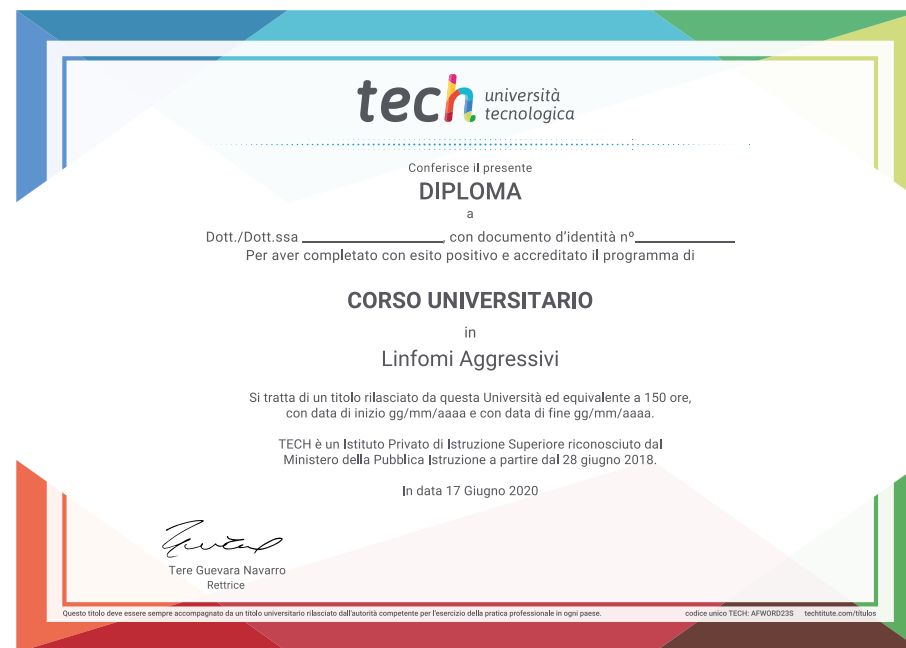 tech università
tecnologica
Conferisce il presente
DIPLOMA
a
Dott./Dott.ssa ________________, con documento d'identità nº____________
Per aver completato con esito positivo e accreditato il programma di
CORSO UNIVERSITARIO
in
Linfomi Aggressivi
Si tratta di un titolo rilasciato da questa Università ed equivalente a 150 ore,
con data di inizio gg/mm/aaaa e con data di fine gg/mm/aaaa.
TECH è un Istituto Privato di Istruzione Superiore riconosciuto dal
Ministero della Pubblica Istruzione a partire dal 28 giugno 2018.
In data 17 Giugno 2020
Tere Guevara Navarro
Rettrice
Questo titolo deve essere sempre accompagnato da un titolo universitario rilasciato dall'autorità competente per l'esercizio della pratica professionale in ogni paese. codice unico TECH: AFWORD23S techtitute.com/títulos